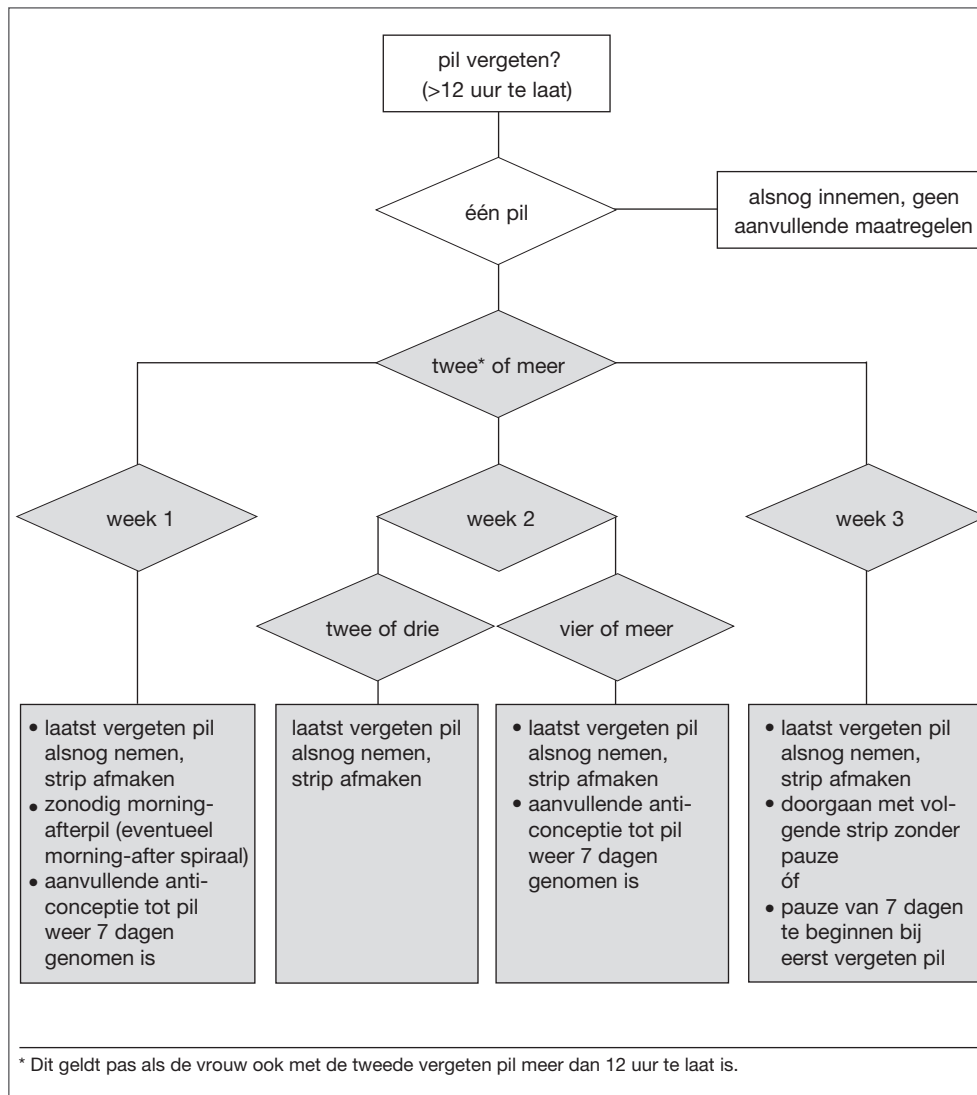 pil vergeten?
(>12 uur te laat)
één pil
alsnog innemen, geen
aanvullende maatregelen
twee* of meer
week 1
week 2
week 3
twee of drie
vier of meer
• laatst vergeten pil
alsnog nemen,
strip afmaken
• zonodig morning-
afterpil (eventueel
morning-after spiraal)
• aanvullende anti-
conceptie tot pil
weer 7 dagen
genomen is
laatst vergeten pil
alsnog nemen,
strip afmaken
• laatst vergeten pil
alsnog nemen,
strip afmaken
• aanvullende anti-
conceptie tot pil
weer 7 dagen
genomen is
• laatst vergeten pil
alsnog nemen,
strip afmaken
• doorgaan met vol-
gende strip zonder
pauze
óf
• pauze van 7 dagen
te beginnen bij
eerst vergeten pil
* Dit geldt pas als de vrouw ook met de tweede vergeten pil meer dan 12 uur te laat is.